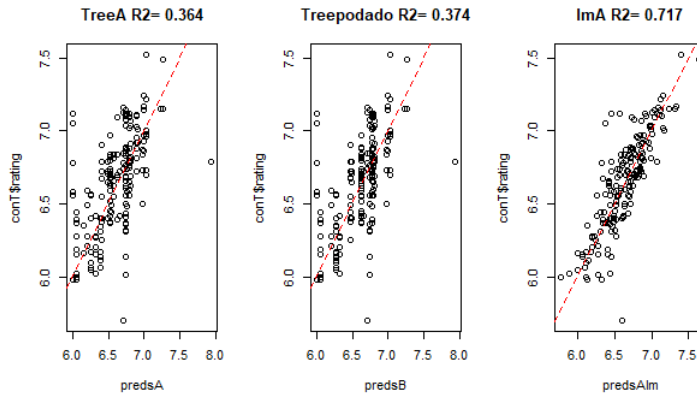 TreeA R2= 0.364
conT$rating
7.5
7.0
6.5
6.0
6.0 6.5 7.0 7.5 8.0
predsA
Treepodado R2= 0.374
conT$rating
7.5
7.0
6.5
6.0
6.0 6.5 7.0 7.5 8.0
predsB
lmA R2= 0.717
conT$rating
7.5
7.0
6.5
6.0
6.0 6.5 7.0 7.5
predsAlm